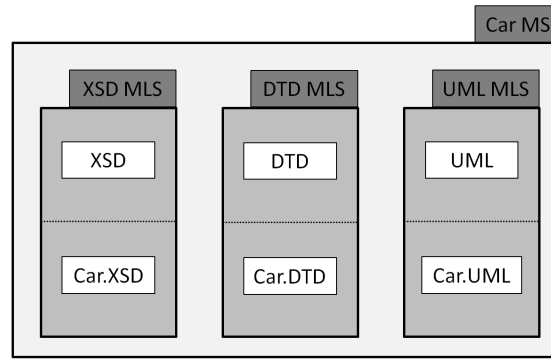 Car MS
XSD MLS
DTD MLS
UML MLS
XSD
DTD
UML
Car.XSD
Car.DTD
Car.UML